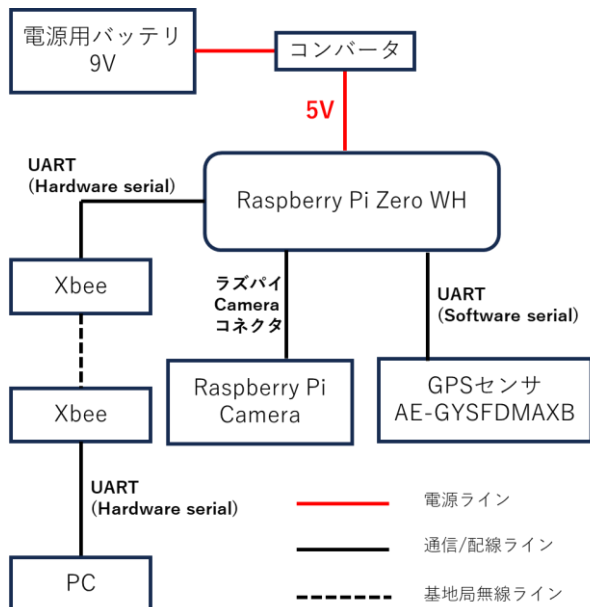 電源用バッテリ
9V
コンバータ
5V
UART
(Hardware serial)
Raspberry Pi Zero WH
Xbee
ラズパイ
Camera
コネクタ
UART
(Software serial)
Xbee
Raspberry Pi
Camera
GPSセンサ
AE-GYSFDMAXB
UART
(Hardware serial)
PC
電源ライン
通信/配線ライン
基地局無線ライン